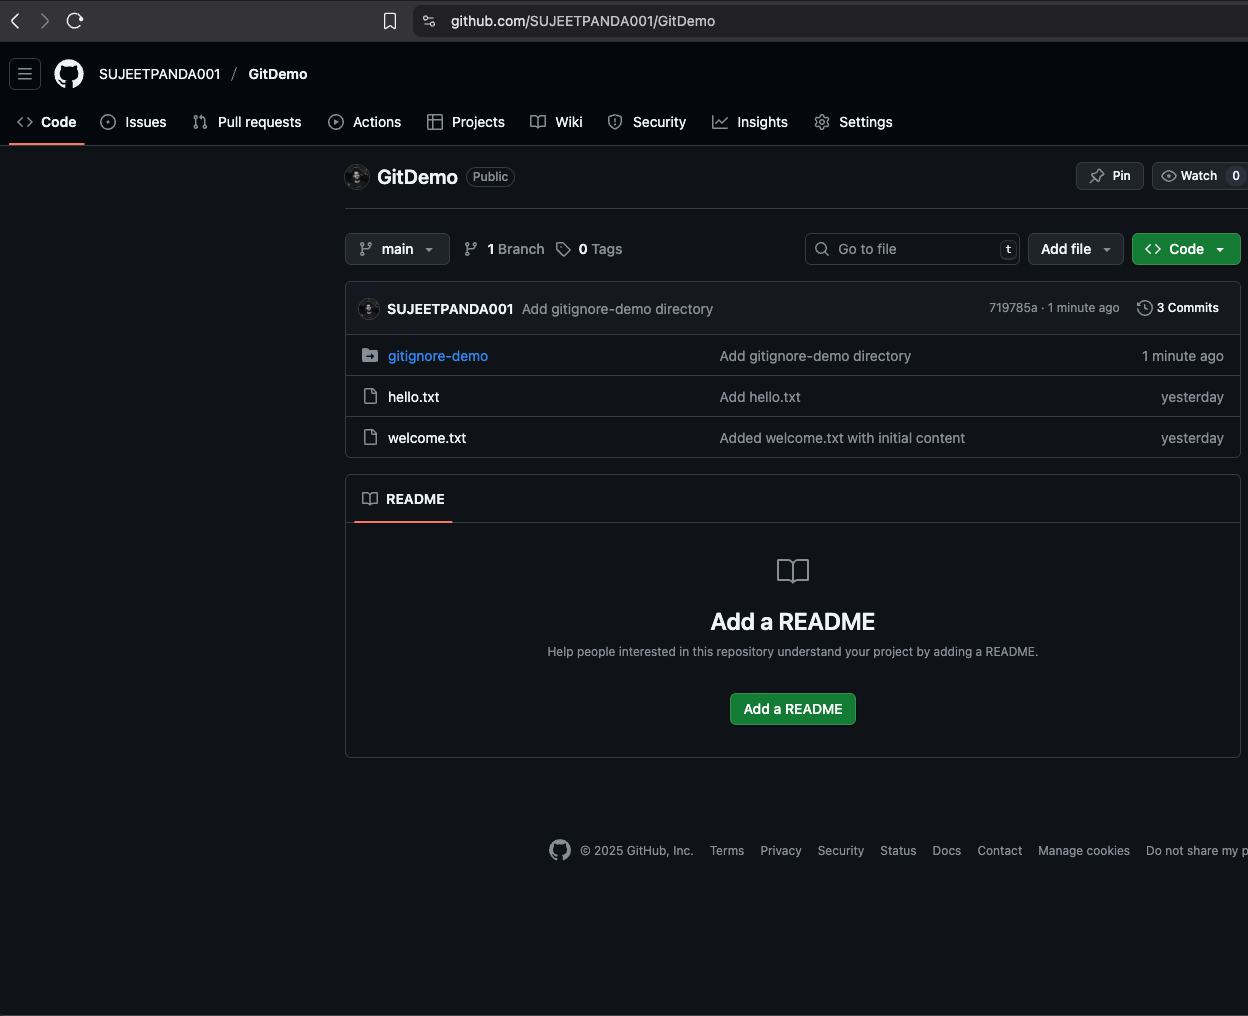 github.com/SUJEETPANDA001/GitDemo
SUJEETPANDA001 / GitDemo
Code Issues Pull requests Actions Projects Wiki Security Insights Settings
GitDemo Public Pin Watch 0
main 1 Branch 0 Tags Go to file t Add file Code
SUJEETPANDA001 Add gitignore-demo directory 719785a · 1 minute ago 3 Commits
gitignore-demo Add gitignore-demo directory 1 minute ago
hello.txt Add hello.txt yesterday
welcome.txt Added welcome.txt with initial content yesterday
README
Add a README
Help people interested in this repository understand your project by adding a README.
Add a README
© 2025 GitHub, Inc. Terms Privacy Security Status Docs Contact Manage cookies Do not share my p